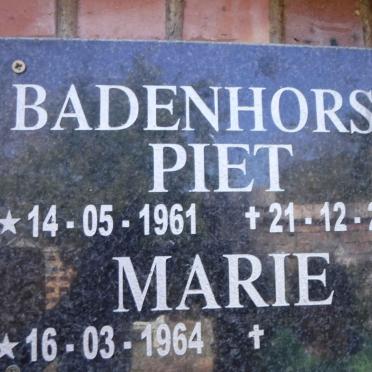 BADENHORS
PIET
★ 14 - 05 - 1961 ✝ 21 - 12 - 2
MARIE
★ 16 - 03 - 1964 ✝